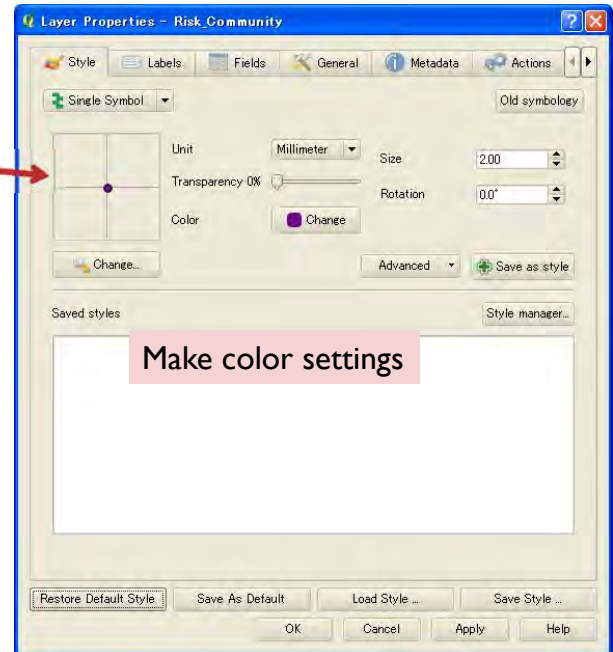 Layer Properties - Risk_Community
Style Labels Fields General Metadata Actions
Single Symbol Old symbology
Unit Millimeter Size 2.00
Transparency 0% Rotation 0.0°
Color Change
Change... Advanced Save as style
Saved styles Style manager...
Make color settings
Restore Default Style Save As Default Load Style ... Save Style ...
OK Cancel Apply Help